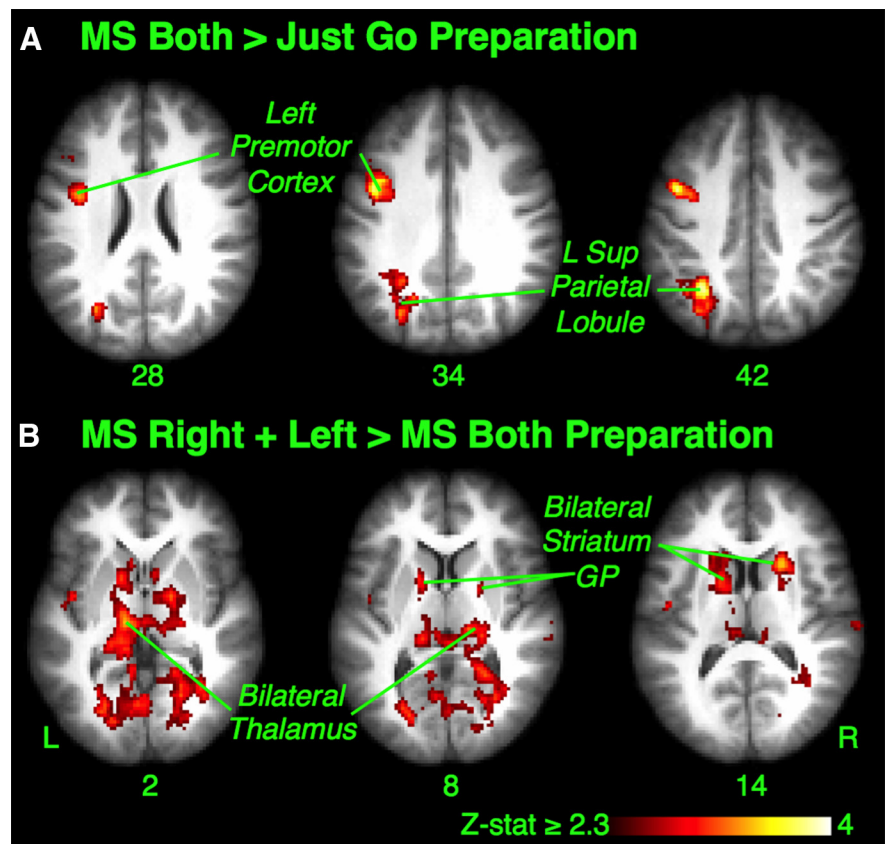 A MS Both > Just Go Preparation
Left
Premotor
Cortex
L Sup
Parietal
Lobule
28 34 42
B MS Right + Left > MS Both Preparation
Bilateral
Striatum
GP
Bilateral
Thalamus
L R
2 8 14
Z-stat ≥ 2.3 4